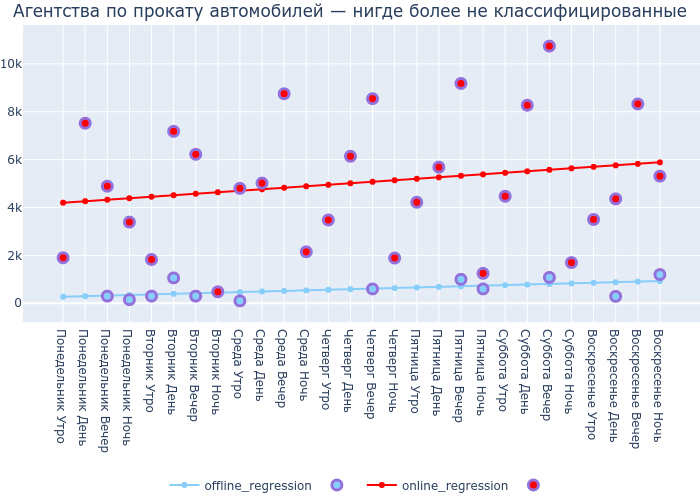 Агентства по прокату автомобилей — нигде более не классифицированные
10k
8k
6k
4k
2k
0
Понедельник Утро
Понедельник День
Понедельник Вечер
Понедельник Ночь
Вторник Утро
Вторник День
Вторник Вечер
Вторник Ночь
Среда Утро
Среда День
Среда Вечер
Среда Ночь
Четверг Утро
Четверг День
Четверг Вечер
Четверг Ночь
Пятница Утро
Пятница День
Пятница Вечер
Пятница Ночь
Суббота Утро
Суббота День
Суббота Вечер
Суббота Ночь
Воскресенье Утро
Воскресенье День
Воскресенье Вечер
Воскресенье Ночь
offline_regression
online_regression